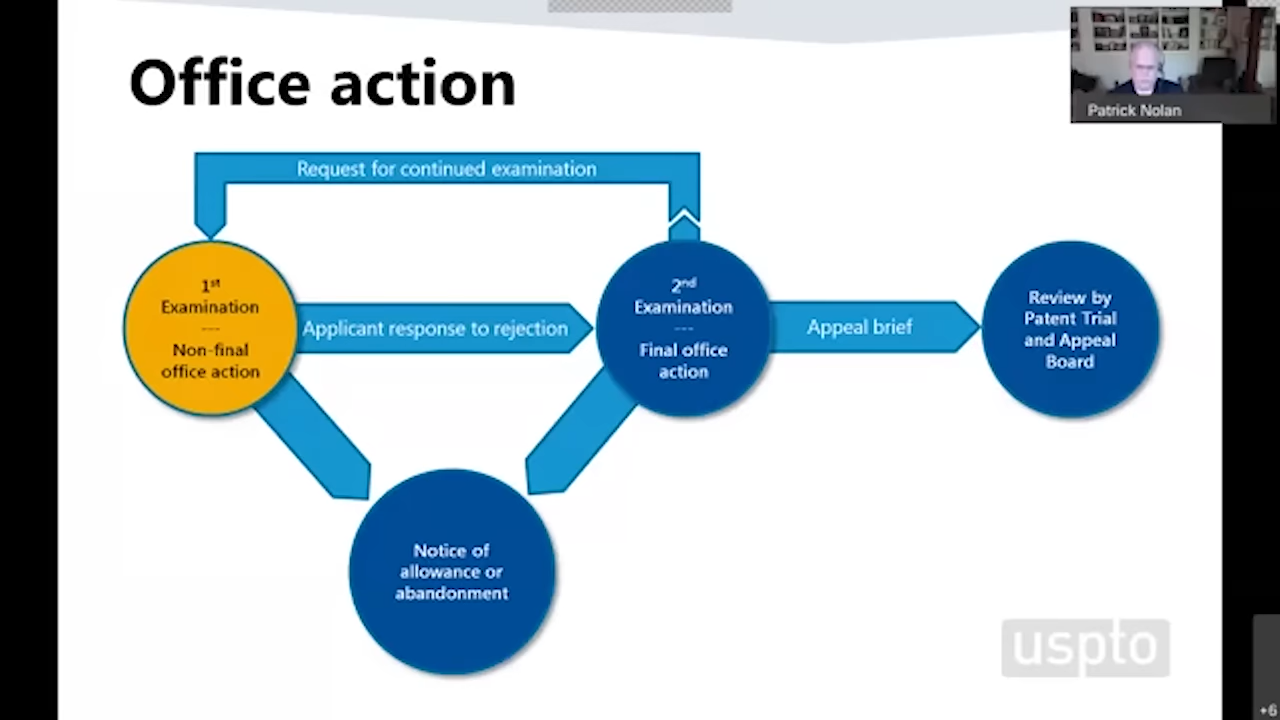 Office action
Patrick Nolan
Request for continued examination
1st
Examination
---
Non-final
office action
Applicant response to rejection
2nd
Examination
---
Final office
action
Appeal brief
Review by
Patent Trial
and Appeal
Board
Notice of
allowance or
abandonment
uspto
+6